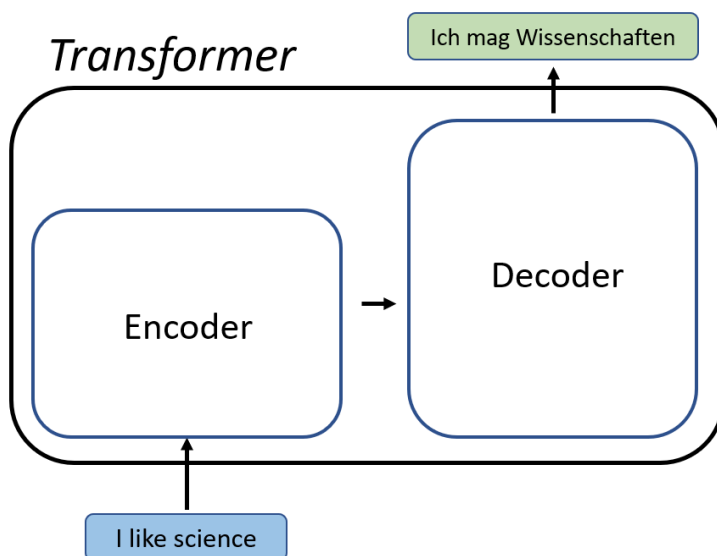 Transformer
Ich mag Wissenschaften
Encoder
Decoder
I like science